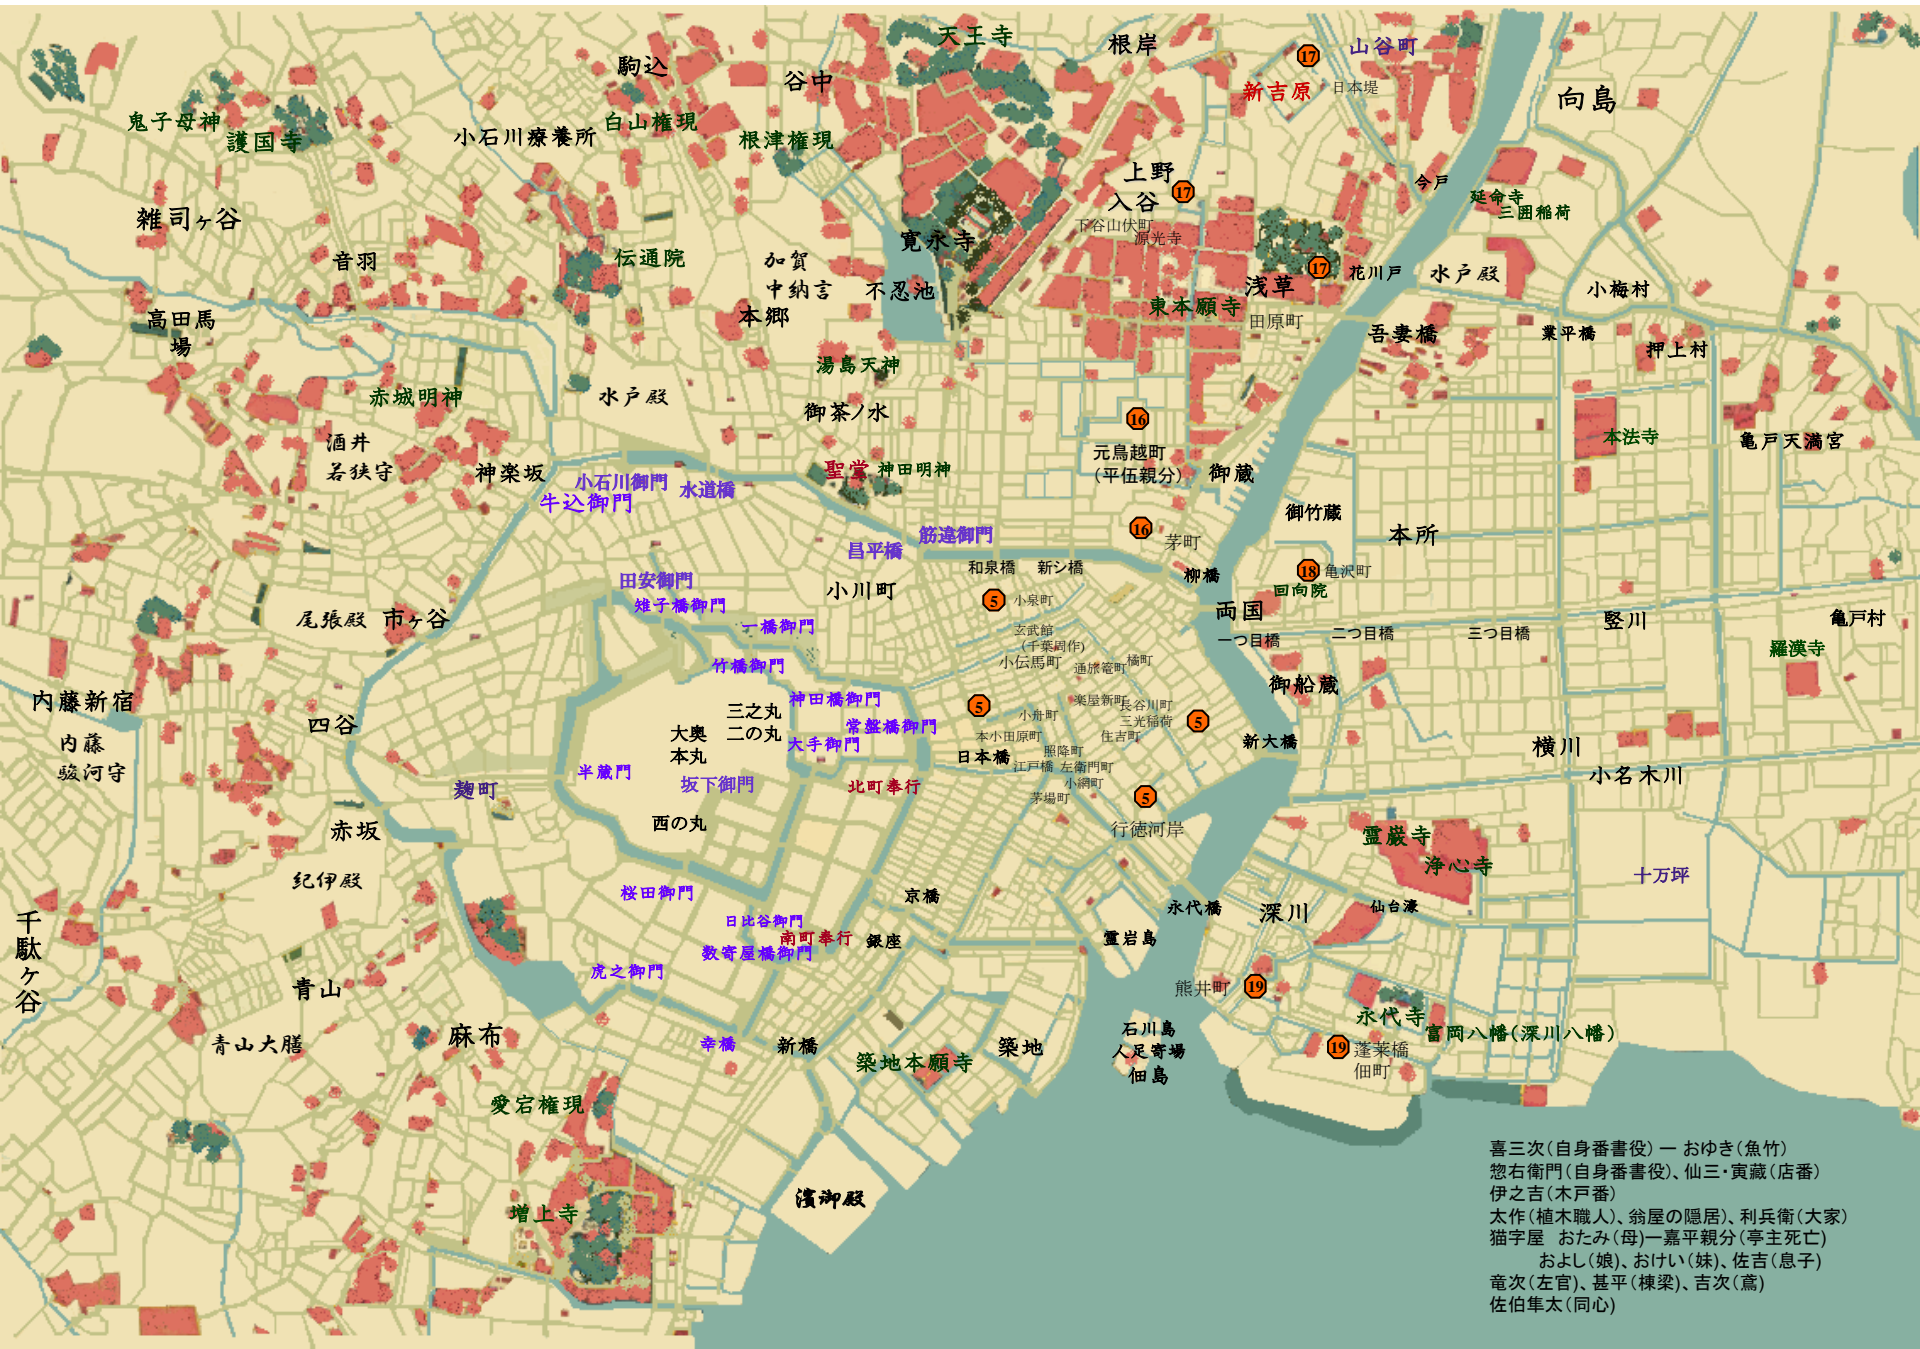 天王寺
根岸
17
山谷町
駒込
谷中
新吉原
日本堤
向島
鬼子母神
護国寺
小石川療養所
白山権現
根津権現
上野
入谷
17
今戸
延命寺
三囲稲荷
雑司ヶ谷
下谷山伏町
源光寺
寛永寺
音羽
伝通院
加賀
中納言
本郷
不忍池
浅草
17
花川戸
水戸殿
小梅村
東本願寺
田原町
高田馬
場
吾妻橋
業平橋
押上村
湯島天神
赤城明神
水戸殿
御茶ノ水
16
元鳥越町
(平伍親分)
本法寺
亀戸天満宮
酒井
若狭守
神楽坂
小石川御門
牛込御門
水道橋
聖堂
神田明神
御蔵
御竹蔵
本所
16
茅町
昌平橋
筋違御門
和泉橋
新シ橋
柳橋
18
亀沢町
回向院
田安御門
雉子橋御門
小川町
5
小泉町
両国
尾張殿
市ヶ谷
一橋御門
玄武館
(千葉周作)
一つ目橋
二つ目橋
三つ目橋
竪川
亀戸村
羅漢寺
竹橋御門
小伝馬町
通旅篭町
橘町
御船蔵
内藤新宿
四谷
神田橋御門
三之丸
二の丸
常盤橋御門
大手御門
大奥
本丸
5
小舟町
楽屋新町
長谷川町
三光稲荷
5
本小田原町
住吉町
新大橋
内藤
駿河守
日本橋
照降町
江戸橋
左衛門町
小網町
茅場町
横川
小名木川
半蔵門
坂下御門
北町奉行
麹町
5
行徳河岸
赤坂
西の丸
霊巌寺
浄心寺
紀伊殿
桜田御門
京橋
永代橋
深川
仙台濠
十万坪
千駄ヶ谷
日比谷御門
南町奉行
数寄屋橋御門
銀座
霊岩島
虎之御門
青山
熊井町
19
永代寺
富岡八幡(深川八幡)
青山大膳
麻布
幸橋
新橋
築地本願寺
築地
石川島
人足寄場
佃島
19
蓬莱橋
佃町
愛宕権現
増上寺
濱御殿
喜三次(自身番書役) ー おゆき(魚竹)
惣右衛門(自身番書役)、仙三・寅蔵(店番)
伊之吉(木戸番)
太作(植木職人)、翁屋の隠居)、利兵衛(大家)
猫字屋　おたみ(母)ー嘉平親分(亭主死亡)
およし(娘)、おけい(妹)、佐吉(息子)
竜次(左官)、甚平(棟梁)、吉次(鳶)
佐伯隼太(同心)